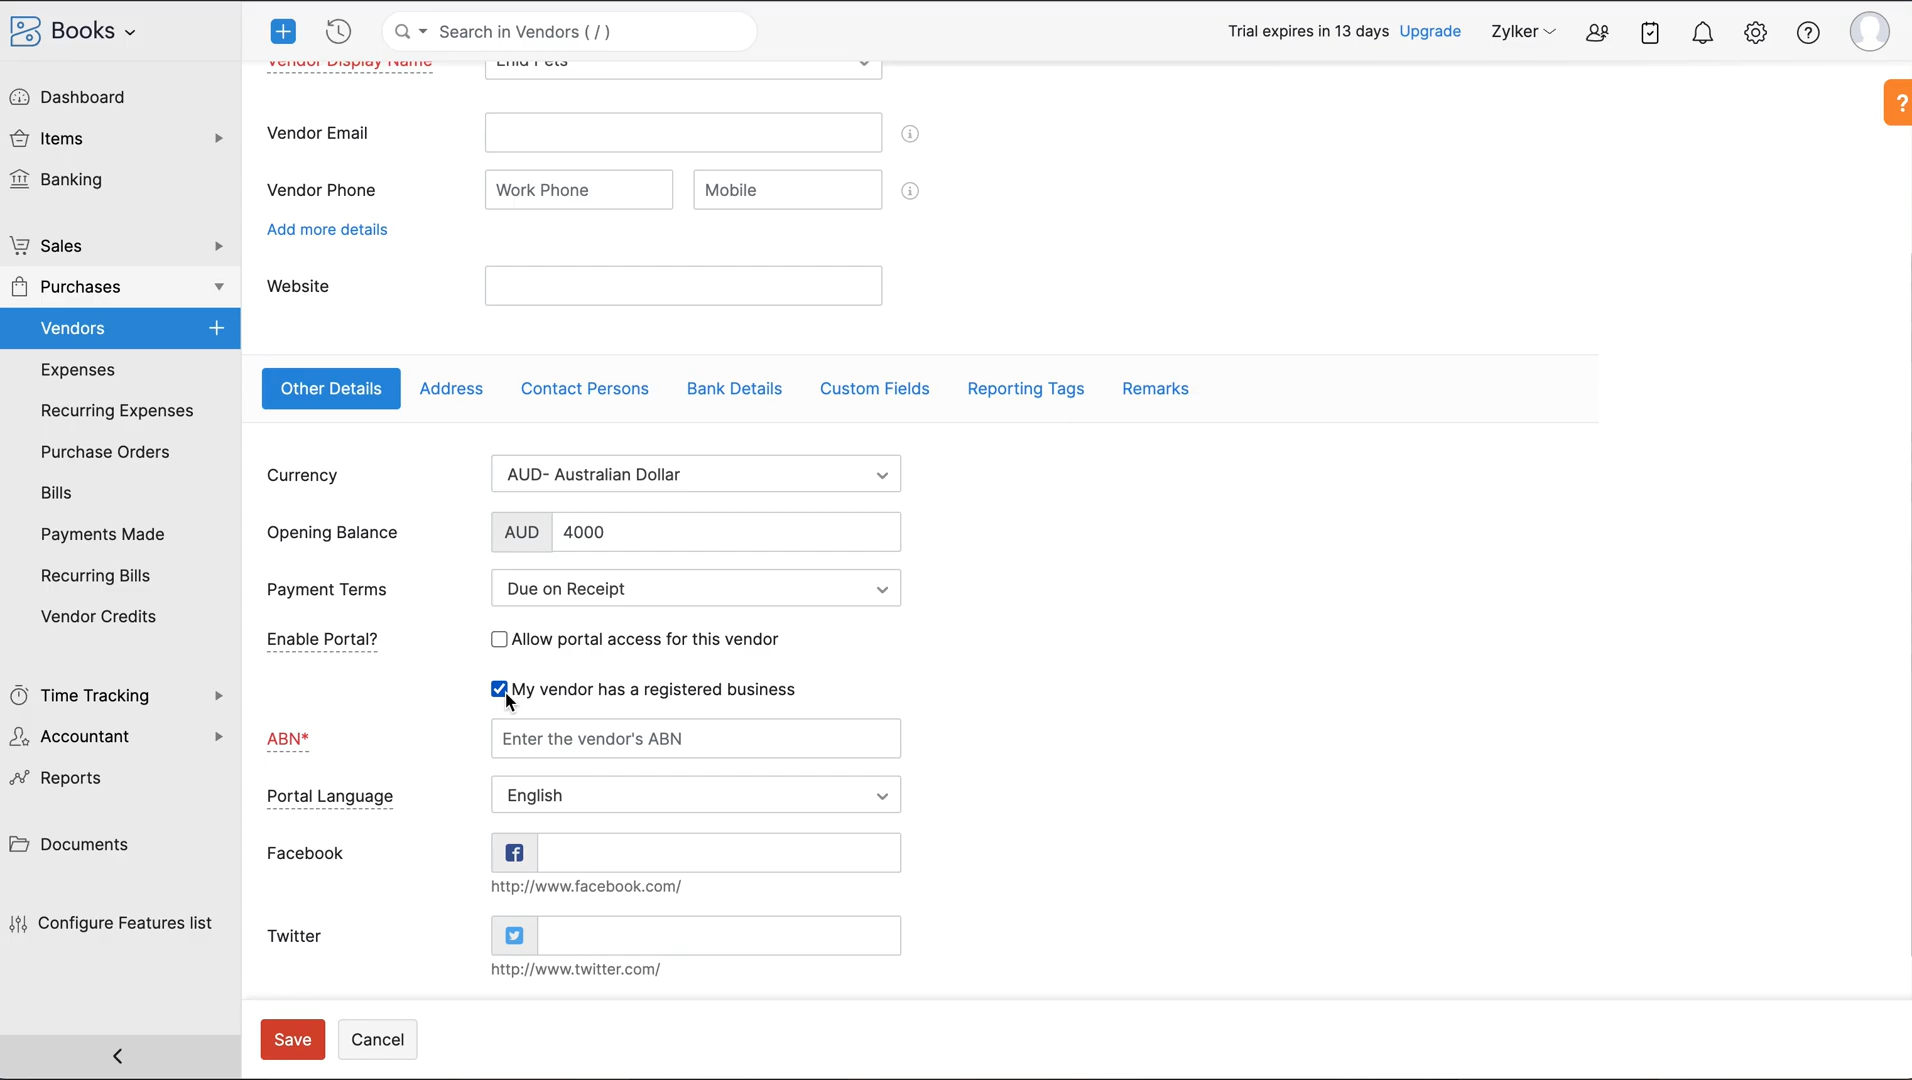 Books
Search in Vendors ( / )
Trial expires in 13 days Upgrade
Zylker
?
Dashboard
Items
Banking
Sales
Purchases
Vendors
Expenses
Recurring Expenses
Purchase Orders
Bills
Payments Made
Recurring Bills
Vendor Credits
Time Tracking
Accountant
Reports
Documents
Configure Features list
Vendor Display Name
Enid Pets
Vendor Email
Vendor Phone Work Phone Mobile
Add more details
Website
Other Details Address Contact Persons Bank Details Custom Fields Reporting Tags Remarks
Currency AUD- Australian Dollar
Opening Balance AUD 4000
Payment Terms Due on Receipt
Enable Portal? Allow portal access for this vendor
My vendor has a registered business
ABN* Enter the vendor's ABN
Portal Language English
Facebook
http://www.facebook.com/
Twitter
http://www.twitter.com/
Save Cancel